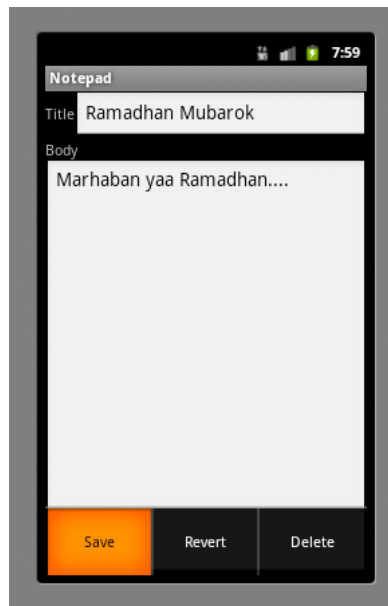 7:59
Notepad
Title Ramadhan Mubarok
Body
Marhaban yaa Ramadhan....
Save Revert Delete